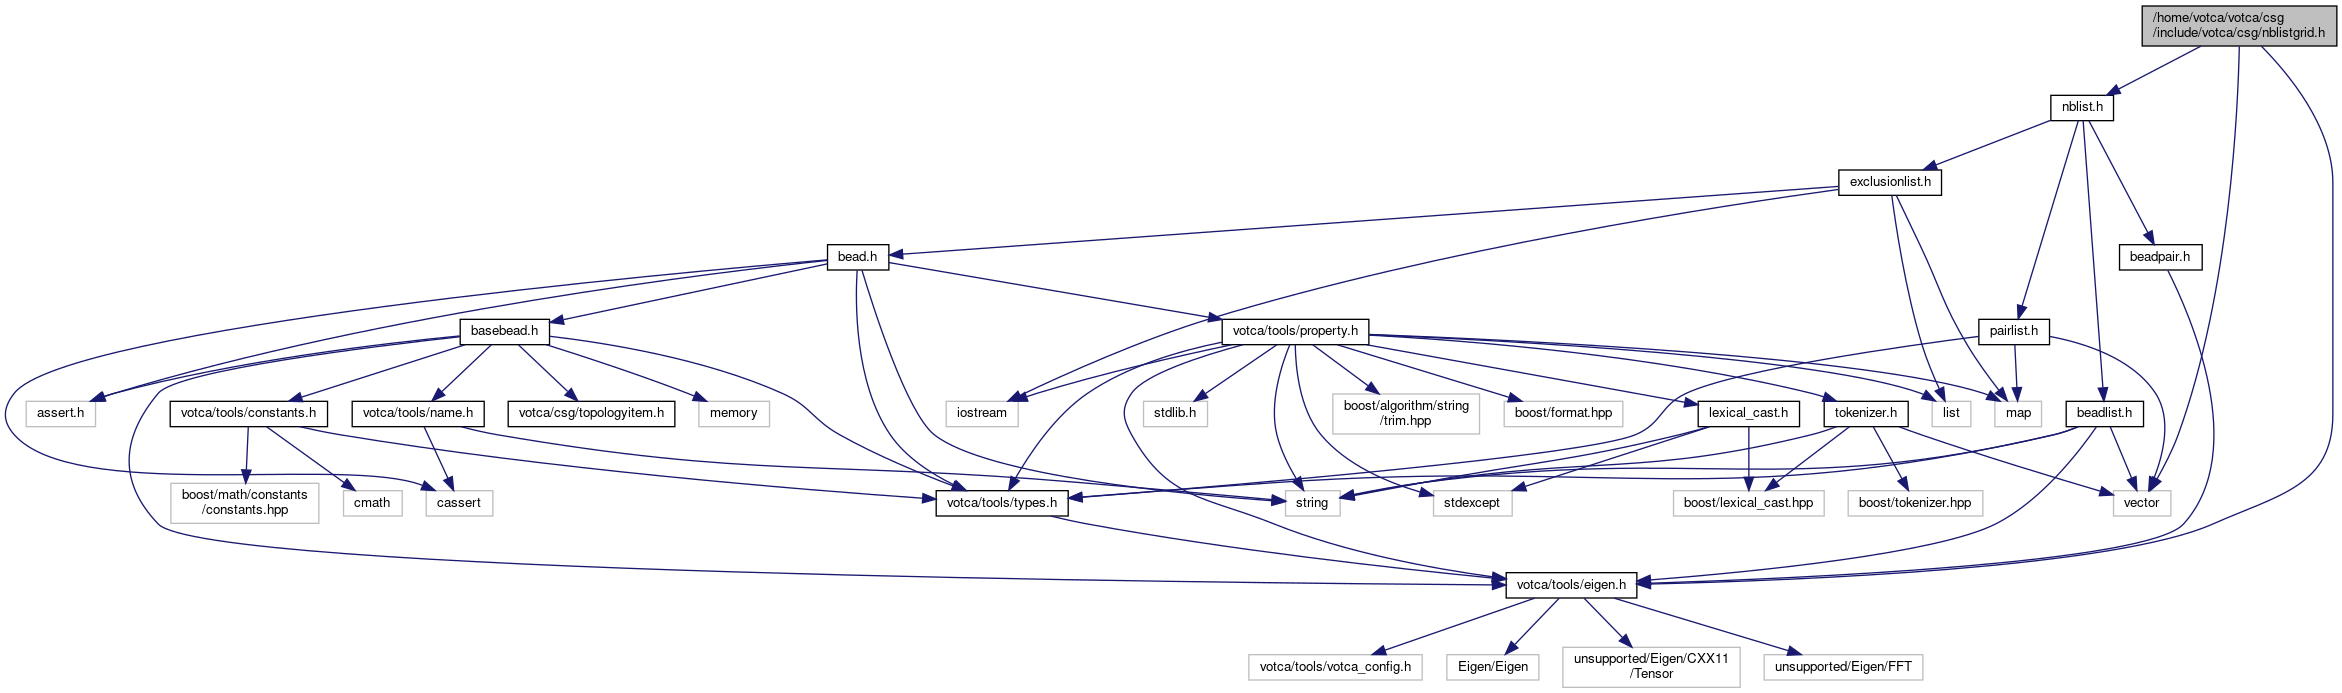 /home/votca/votca/csg
/include/votca/csg/nblistgrid.h
nblist.h
exclusionlist.h
bead.h
beadpair.h
basebead.h
votca/tools/property.h
pairlist.h
assert.h
votca/tools/constants.h
votca/tools/name.h
votca/csg/topologyitem.h
memory
iostream
stdlib.h
boost/algorithm/string
/trim.hpp
boost/format.hpp
lexical_cast.h
tokenizer.h
list
map
beadlist.h
boost/math/constants
/constants.hpp
cmath
cassert
votca/tools/types.h
string
stdexcept
boost/lexical_cast.hpp
boost/tokenizer.hpp
vector
votca/tools/eigen.h
votca/tools/votca_config.h
Eigen/Eigen
unsupported/Eigen/CXX11
/Tensor
unsupported/Eigen/FFT